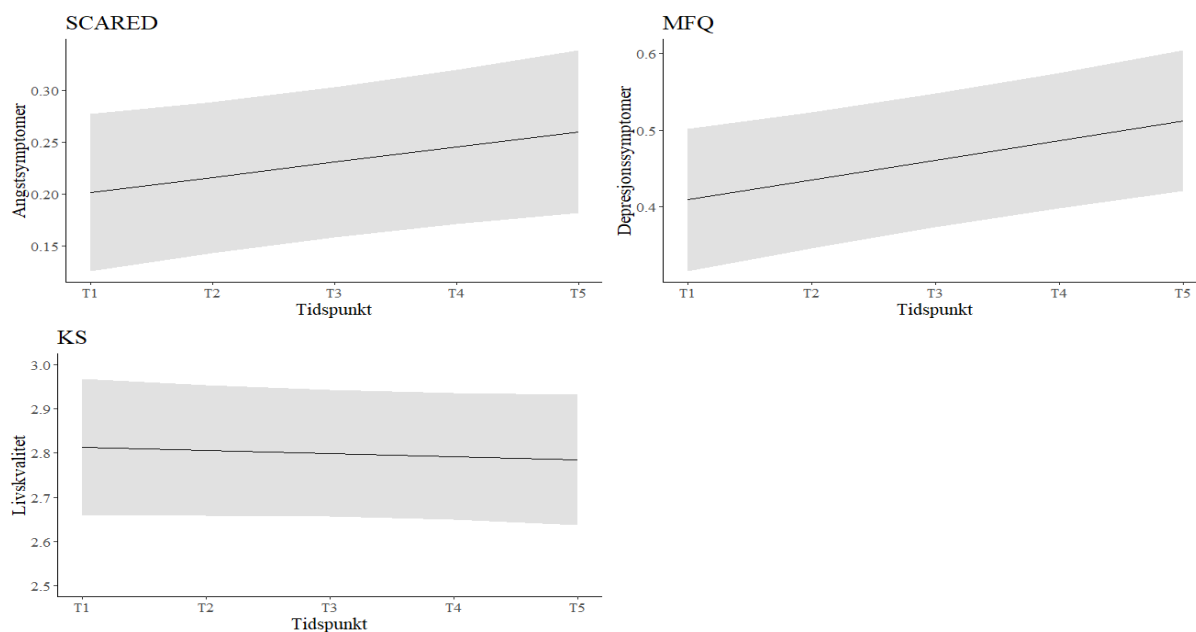 SCARED
Angstsymptomer
0.30
0.25
0.20
0.15
T1 T2 T3 T4 T5
Tidspunkt
MFQ
Depresjonssymptomer
0.6
0.5
0.4
T1 T2 T3 T4 T5
Tidspunkt
KS
Livskvalitet
3.0
2.9
2.8
2.7
2.6
2.5
T1 T2 T3 T4 T5
Tidspunkt